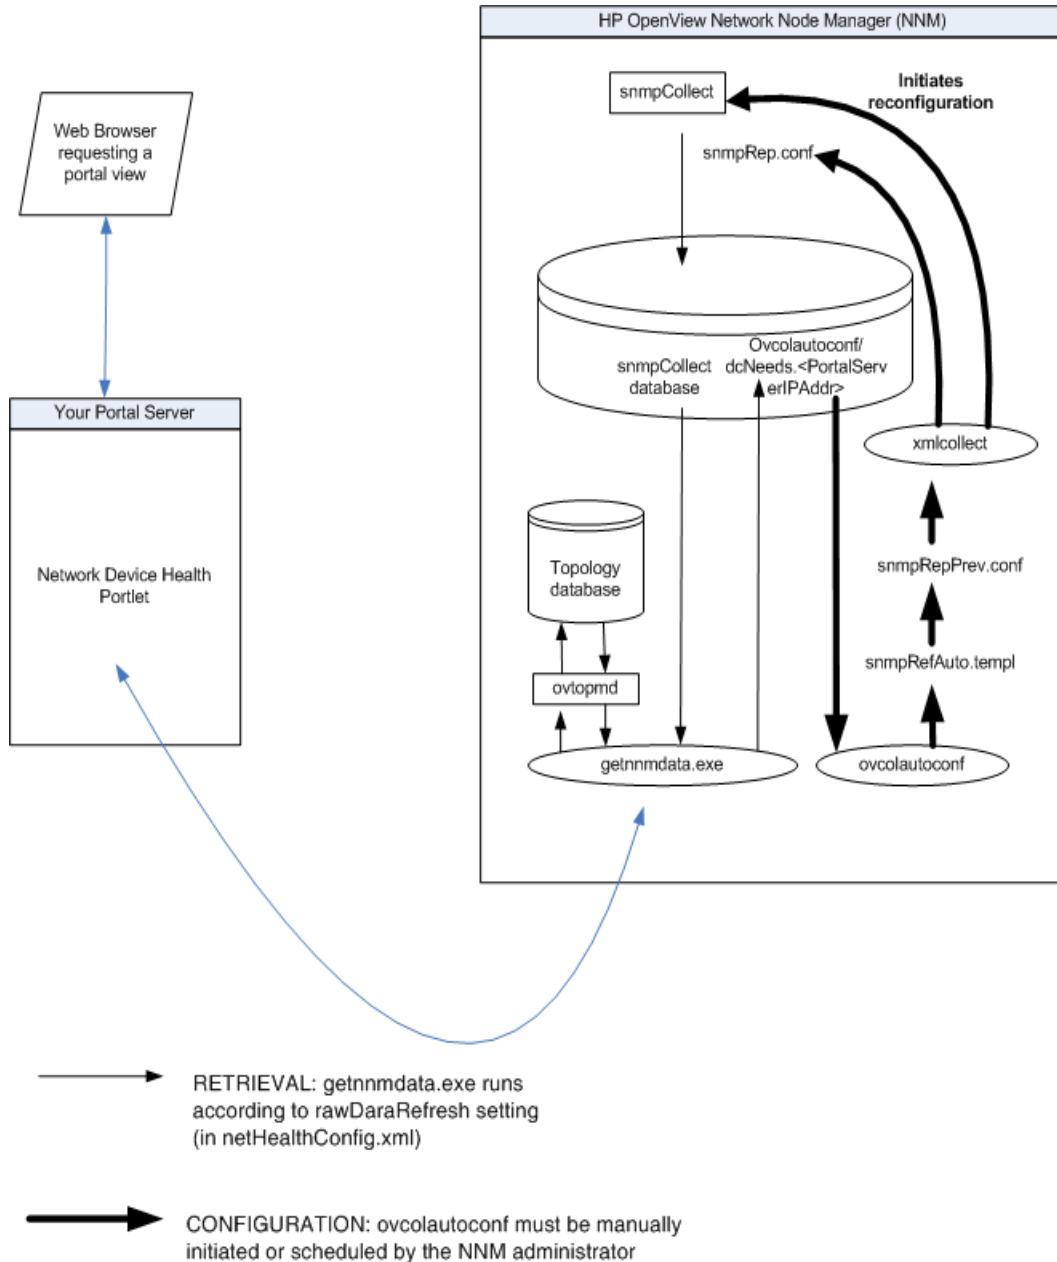 HP OpenView Network Node Manager (NNM)
snmpCollect
Initiates
reconfiguration
snmpRep.conf
Web Browser
requesting a
portal view
snmpCollect
database
Ovcolautoconf/
dcNeeds.<PortalServ
erIPAddr>
Your Portal Server
xmlcollect
Network Device Health
Portlet
Topology
database
snmpRepPrev.conf
snmpRefAuto.templ
ovtopmd
getnnmdata.exe
ovcolautoconf
RETRIEVAL: getnnmdata.exe runs
according to rawDaraRefresh setting
(in netHealthConfig.xml)
CONFIGURATION: ovcolautoconf must be manually
initiated or scheduled by the NNM administrator